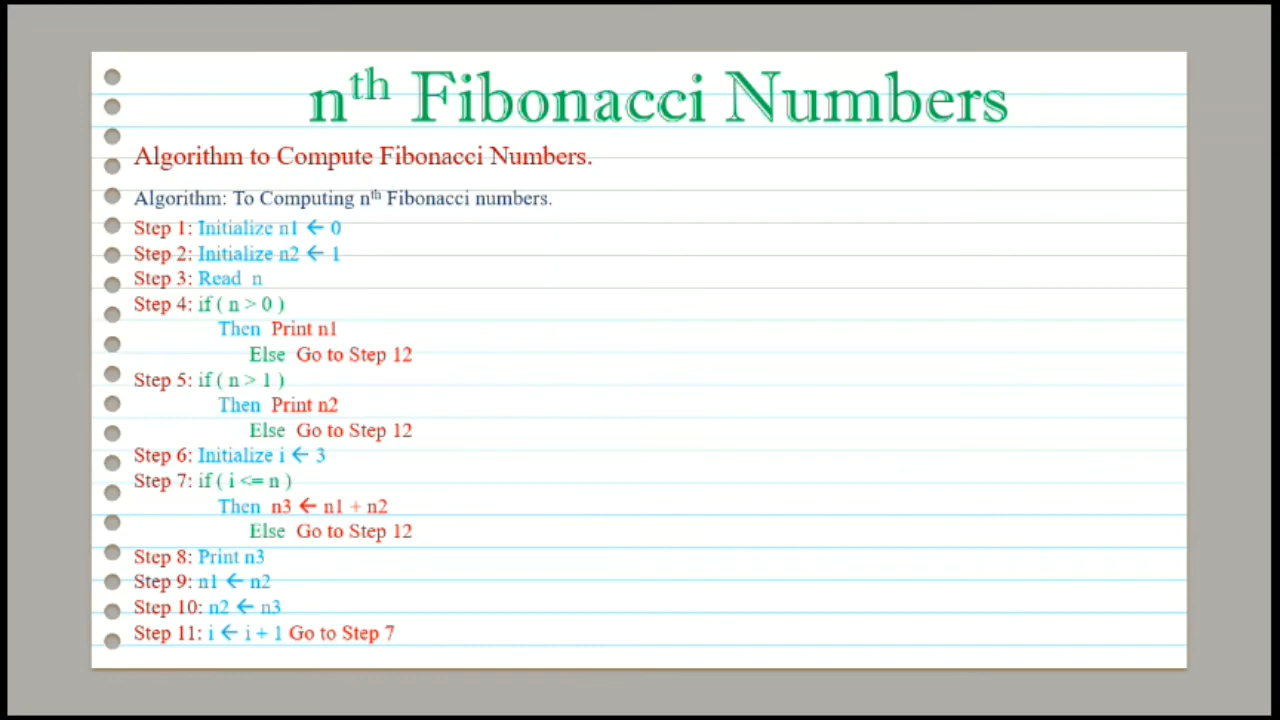 nth Fibonacci Numbers
Algorithm to Compute Fibonacci Numbers.
Algorithm: To Computing nth Fibonacci numbers.
Step 1: Initialize n1 ← 0
Step 2: Initialize n2 ← 1
Step 3: Read n
Step 4: if ( n > 0 )
Then Print n1
Else Go to Step 12
Step 5: if ( n > 1 )
Then Print n2
Else Go to Step 12
Step 6: Initialize i ← 3
Step 7: if ( i <= n )
Then n3 ← n1 + n2
Else Go to Step 12
Step 8: Print n3
Step 9: n1 ← n2
Step 10: n2 ← n3
Step 11: i ← i + 1 Go to Step 7